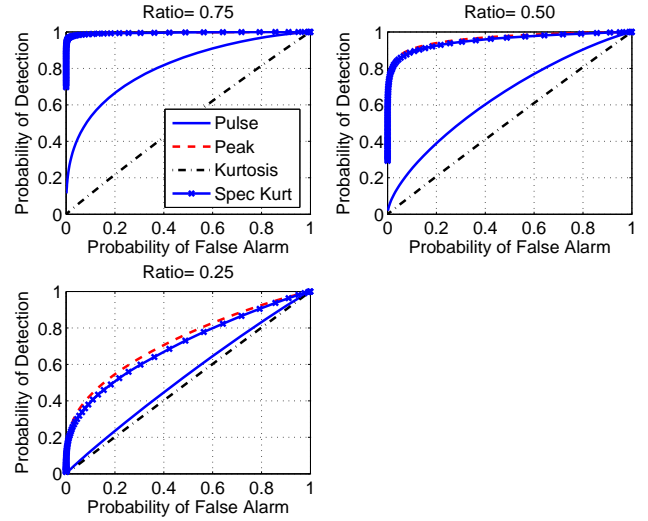 Ratio= 0.75
Probability of Detection
1
0.8
0.6
0.4
0.2
0
0 0.2 0.4 0.6 0.8 1
Probability of False Alarm
Pulse
Peak
Kurtosis
Spec Kurt
Ratio= 0.50
Probability of Detection
1
0.8
0.6
0.4
0.2
0
0 0.2 0.4 0.6 0.8 1
Probability of False Alarm
Ratio= 0.25
Probability of Detection
1
0.8
0.6
0.4
0.2
0
0 0.2 0.4 0.6 0.8 1
Probability of False Alarm